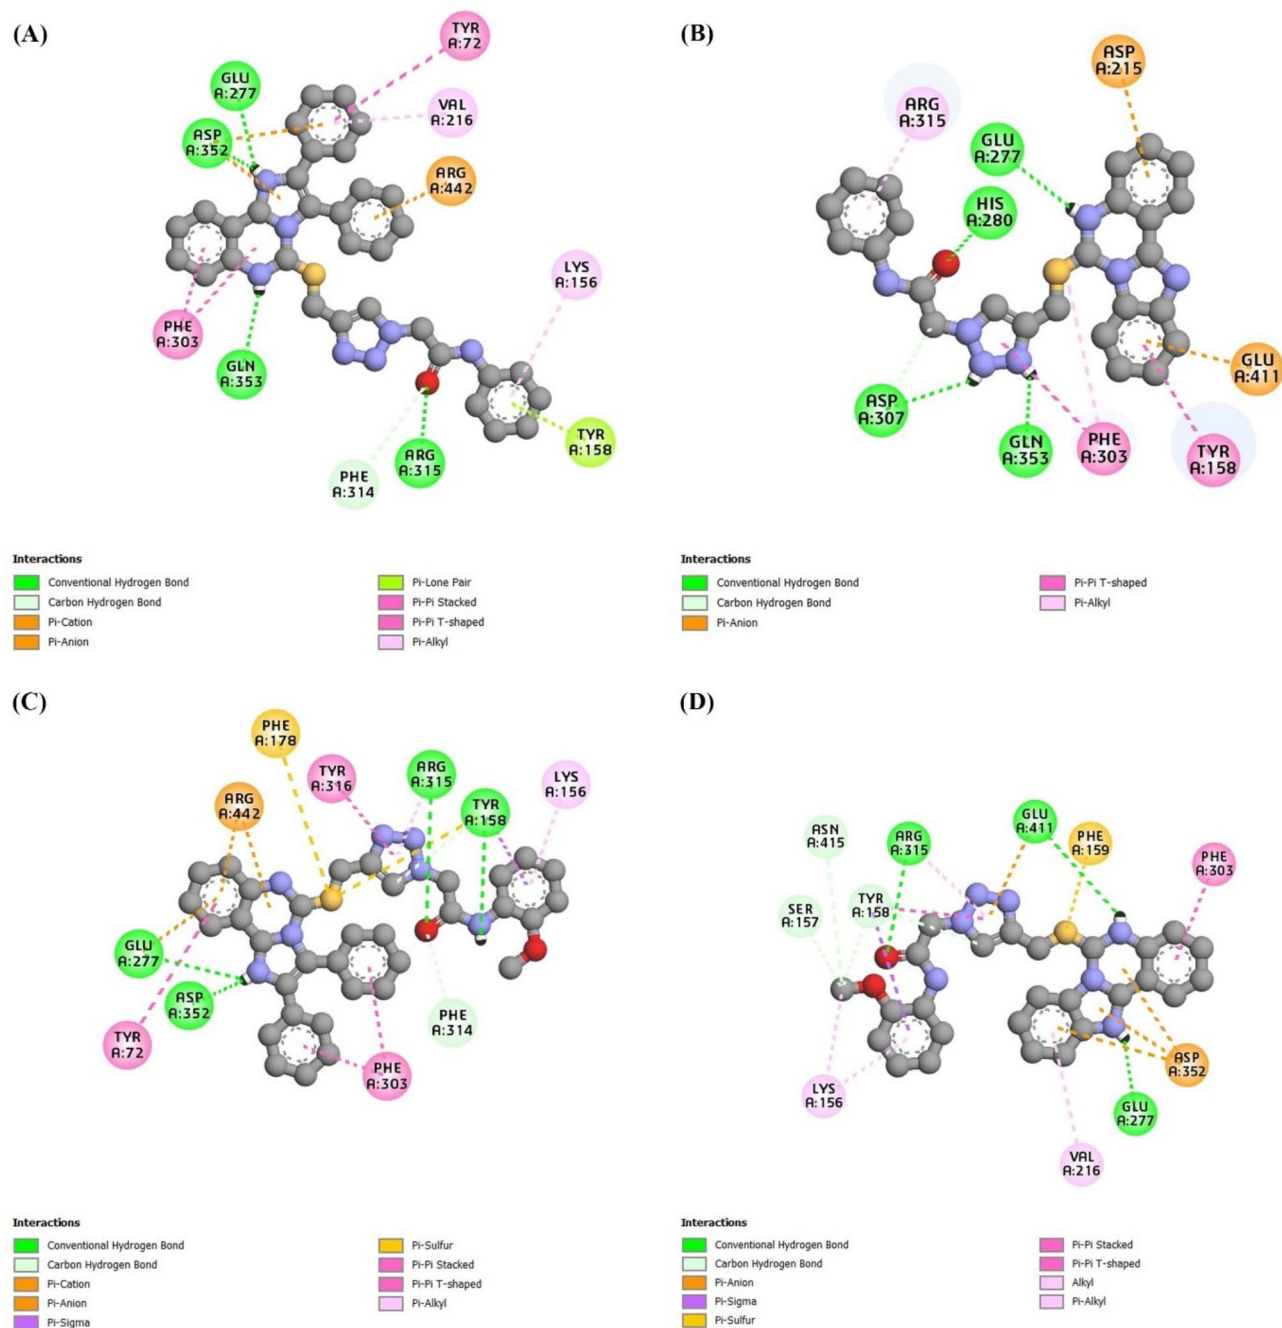 (A)
TYR
A:72
GLU
A:277
VAL
A:216
ASP
A:352
ARG
A:442
LYS
A:156
PHE
A:303
GLN
A:353
TYR
A:158
ARG
A:315
PHE
A:314
Interactions
Conventional Hydrogen Bond
Carbon Hydrogen Bond
Pi-Cation
Pi-Anion
Pi-Lone Pair
Pi-Pi Stacked
Pi-Pi T-shaped
Pi-Alkyl
(B)
ASP
A:215
ARG
A:315
GLU
A:277
HIS
A:280
GLU
A:411
ASP
A:307
GLN
A:353
PHE
A:303
TYR
A:158
Interactions
Conventional Hydrogen Bond
Carbon Hydrogen Bond
Pi-Anion
Pi-Pi T-shaped
Pi-Alkyl
(C)
PHE
A:178
TYR
A:316
ARG
A:315
LYS
A:156
ARG
A:442
TYR
A:158
GLU
A:277
ASP
A:352
PHE
A:314
TYR
A:72
PHE
A:303
Interactions
Conventional Hydrogen Bond
Carbon Hydrogen Bond
Pi-Cation
Pi-Anion
Pi-Sigma
Pi-Sulfur
Pi-Pi Stacked
Pi-Pi T-shaped
Pi-Alkyl
(D)
GLU
A:411
ASN
A:415
ARG
A:315
PHE
A:159
PHE
A:303
SER
A:157
TYR
A:158
ASP
A:352
LYS
A:156
GLU
A:277
VAL
A:216
Interactions
Conventional Hydrogen Bond
Carbon Hydrogen Bond
Pi-Anion
Pi-Sigma
Pi-Sulfur
Pi-Pi Stacked
Pi-Pi T-shaped
Alkyl
Pi-Alkyl